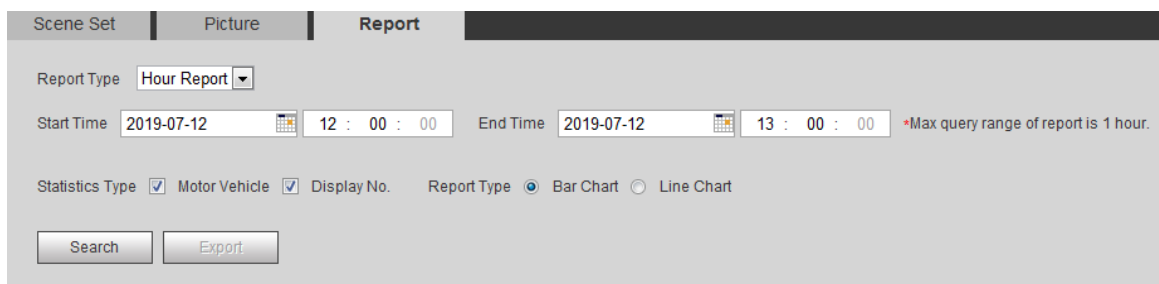 Scene Set Picture Report
Report Type Hour Report
Start Time 2019-07-12 12 : 00 : 00 End Time 2019-07-12 13 : 00 : 00 *Max query range of report is 1 hour.
Statistics Type Motor Vehicle Display No. Report Type Bar Chart Line Chart
Search Export